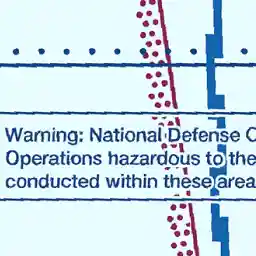 Warning: National Defense O
Operations hazardous to the
conducted within these area